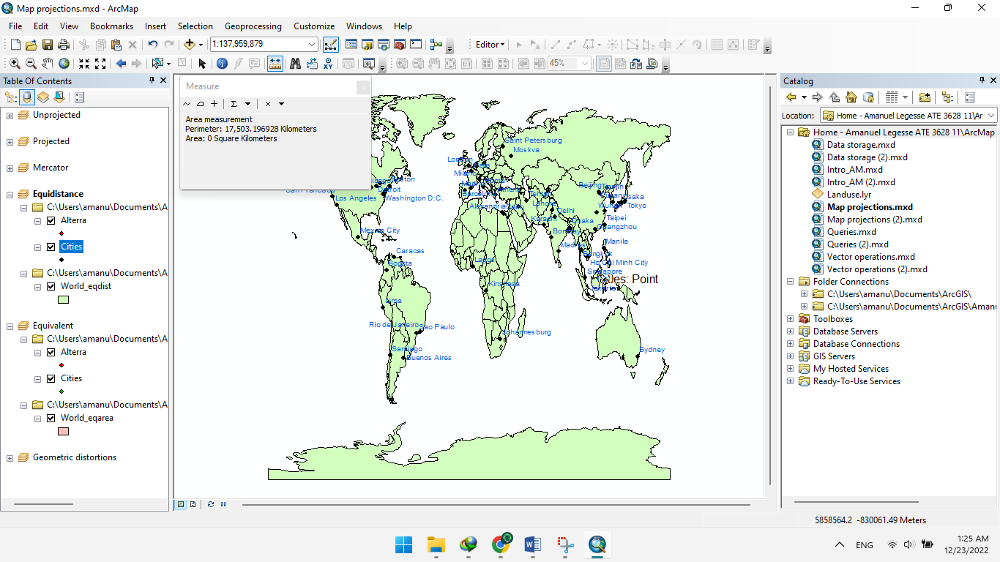 Map projections.mxd - ArcMap
File Edit View Bookmarks Insert Selection Geoprocessing Customize Windows Help
1:137,959,879
Editor
45%
Table Of Contents
Unprojected
Projected
Mercator
Equidistance
C:\Users\amanu\Documents\A
Alterra
Cities
C:\Users\amanu\Documents\A
World_eqdist
Equivalent
C:\Users\amanu\Documents\A
Alterra
Cities
C:\Users\amanu\Documents\A
World_eqarea
Geometric distortions
Measure
Area measurement
Perimeter: 17,503.196928 Kilometers
Area: 0 Square Kilometers
Saint Petersburg
Moskva
London
Barcelona
Detroit
Los Angeles
Washington D.C.
Mexico City
Caracas
Bogota
Lima
Rio de Janeiro
Sao Paulo
Santiago
Buenos Aires
Lagos
Kinshasa
Johannesburg
Alexandria
Lahore
Delhi
Karachi
Bombay
Madras
Dhaka
Beijing
Tokyo
Taipei
Guangzhou
Manila
Bangkok
Ho Chi Minh City
Singapore
Cities: Point
Jakarta
Sydney
Catalog
Location: Home - Amanuel Legesse ATE 3628 11\Ar
Home - Amanuel Legesse ATE 3628 11\ArcMap
Data storage.mxd
Data storage (2).mxd
Intro_AM.mxd
Intro_AM (2).mxd
Landuse.lyr
Map projections.mxd
Map projections (2).mxd
Queries.mxd
Queries (2).mxd
Vector operations.mxd
Vector operations (2).mxd
Folder Connections
C:\Users\amanu\Documents\ArcGIS\
C:\Users\amanu\Documents\ArcGIS\Amanu
Toolboxes
Database Servers
Database Connections
GIS Servers
My Hosted Services
Ready-To-Use Services
5858564.2 -830061.49 Meters
ENG
1:25 AM
12/23/2022